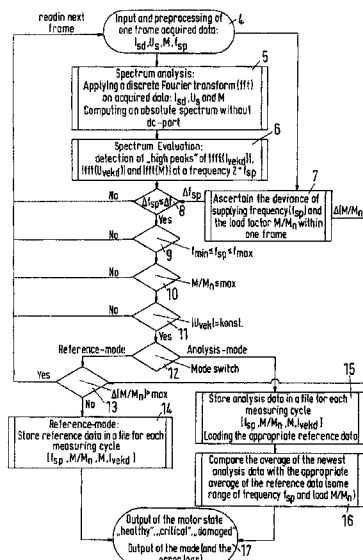 readin next
frame
Input and preprocessing of
one frame acquired data:
Isd, Us, M, fsp
4
5
Spectrum analysis:
Applying a discrete Fourier transform (fft)
on acquired data: Isd, Us and M
Computing an absolute spectrum without
dc-port
6
Spectrum Evaluation:
detection of „high peaks" of |fft(Ivekd)|,
|fft(Uvekd)| and |fft(M)| at a frequency 2*fsp
7
Ascertain the deviance of
supplying frequency(fsp) and
the load factor M/Mn within
one frame
Δfsp
Δ(M/Mn)
No
Δfsp≤Δf
8
Yes
No
9
fmin≤fsp≤fmax
No
10
M/Mn≤max
No
11
|Uvek|=konst.
Yes
Reference-mode
Analysis-mode
12
Mode switch
Yes
Δ(M/Mn)>max
13
No
14
Reference-mode:
Store reference data in a file for each
measuring cycle
[fsp, M/Mn, M, Ivekd]
15
Store analysis data in a file for each
measuring cycle
[fsp, M/Mn, M, Ivekd]
Loading the appropriate reference data
Compare the average of the newest
analysis data with the appropriate
average of the reference data (some
range of frequency fsp and load M/Mn)
16
Output of the motor state
„healthy",„critical",„damaged"
17
Output of the mode (and the